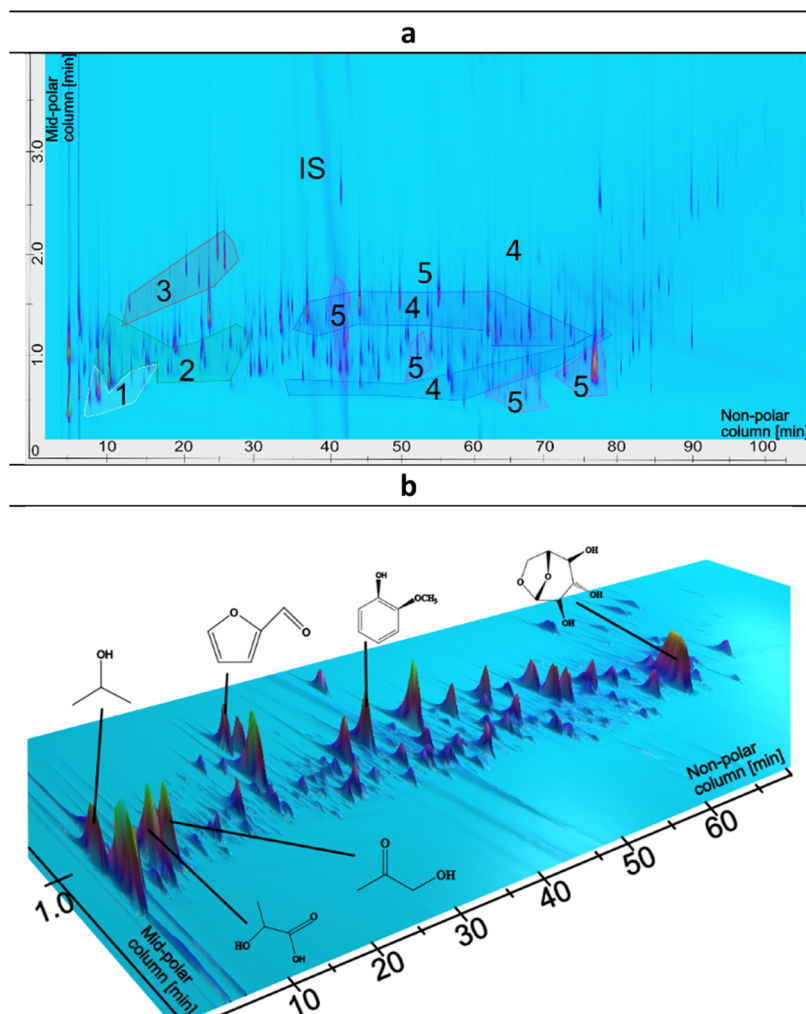 a
Mid-polar
column [min]
3.0
2.0
1.0
0
IS
3
2
1
5
4
5
4
5
4
5
5
Non-polar
column [min]
10 20 30 40 50 60 70 80 90 100
b
OH
O
O
OH
OCH₃
O
O
OH
OH
OH
O
OH
HO
O
OH
1.0
Mid-polar
column [min]
10
20
30
40
50
60
Non-polar
column [min]